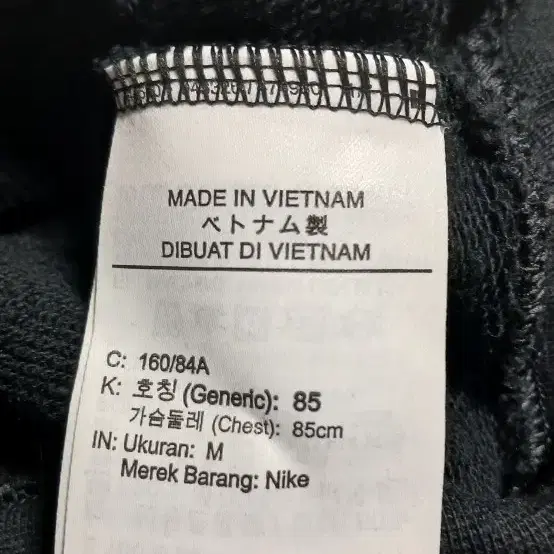 MADE IN VIETNAM
ベトナム製
DIBUAT DI VIETNAM
C: 160/84A
K: 호칭 (Generic): 85
가슴둘레 (Chest): 85cm
IN: Ukuran: M
Merek Barang: Nike